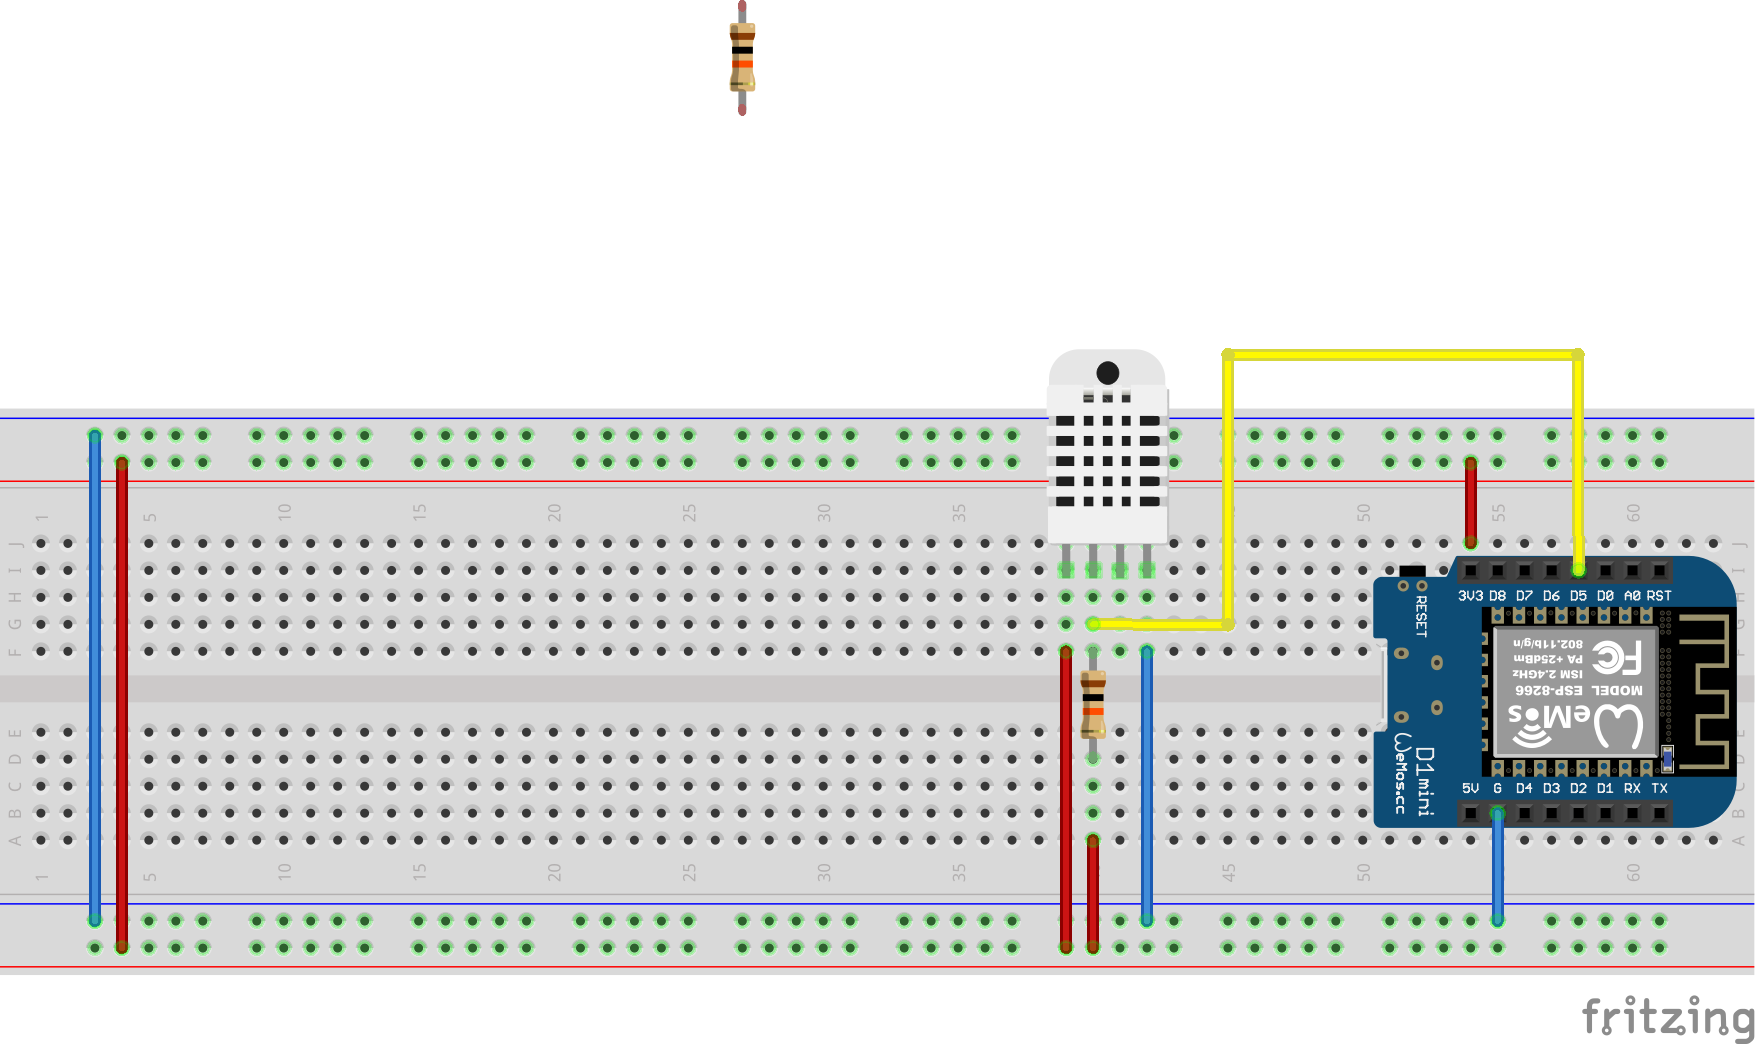 1 5 10 15 20 25 30 35 50 55 60
J
I
H
G
F
E
D
C
B
A
J
I
H
G
F
E
D
C
B
A
RESET
3V3 D8 D7 D6 D5 D0 A0 RST
802.11b/g/n
PA +25dBm
ISM 2.4GHz
MODEL ESP-8266
FC
WeMos
D1mini
WeMos.cc
5V G D4 D3 D2 D1 RX TX
1 5 10 15 20 25 30 35 45 50 60
fritzing